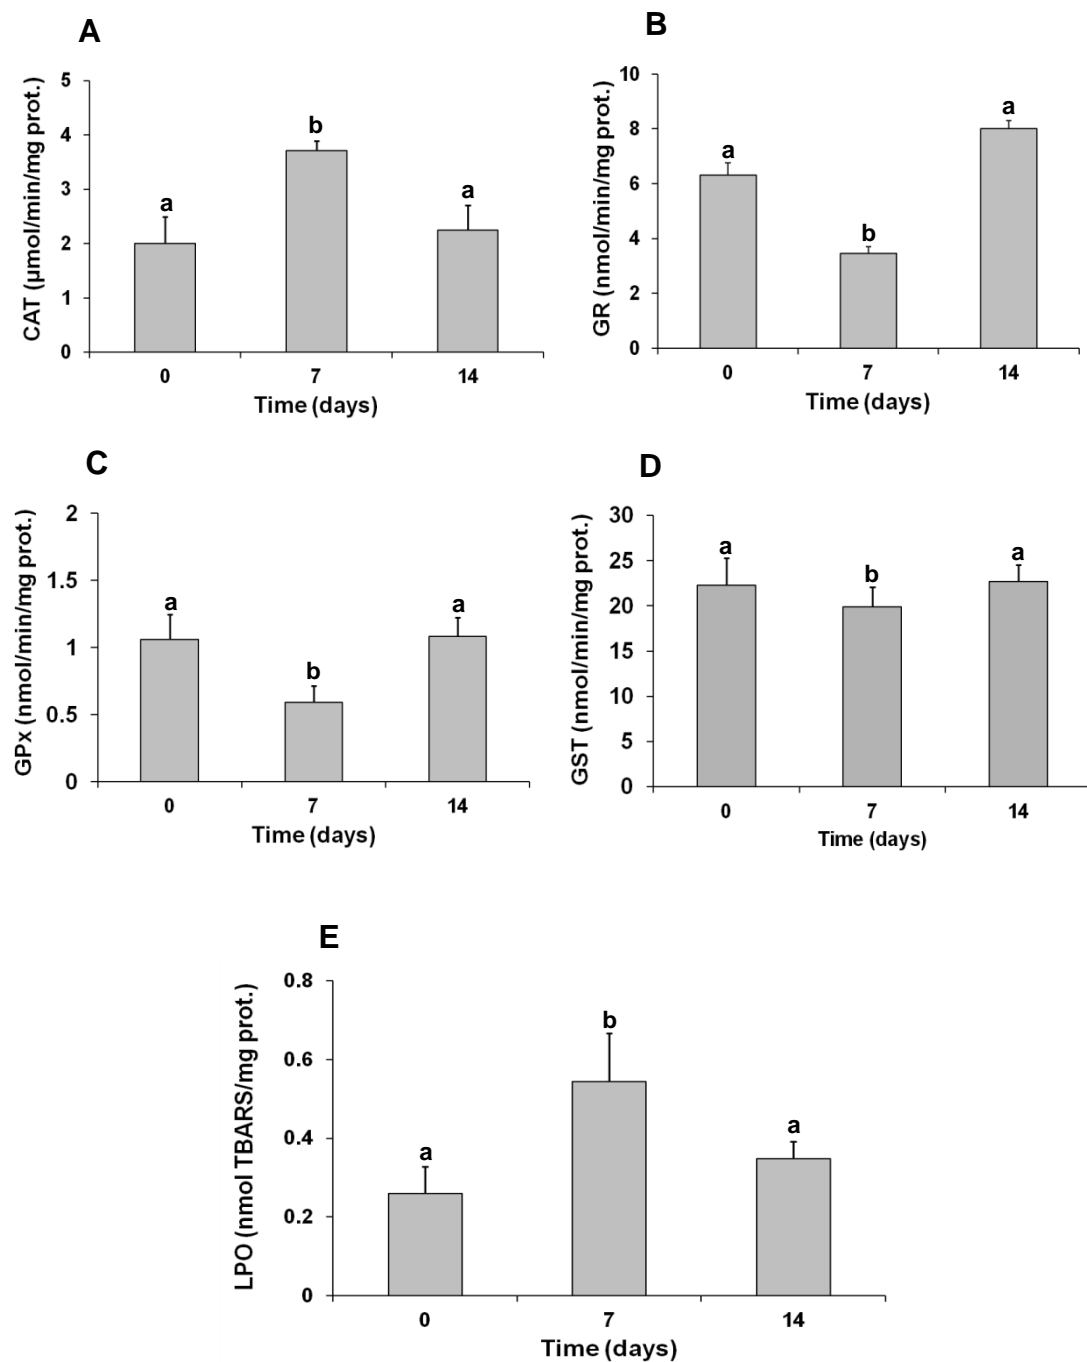 A
CAT (µmol/min/mg prot.)
5
4
3
2
1
0
a
b
a
0 7 14
Time (days)
B
GR (nmol/min/mg prot.)
10
8
6
4
2
0
a
b
a
0 7 14
Time (days)
C
GPx (nmol/min/mg prot.)
2
1.5
1
0.5
0
a
b
a
0 7 14
Time (days)
D
GST (nmol/min/mg prot.)
30
25
20
15
10
5
0
a
b
a
0 7 14
Time (days)
E
LPO (nmol TBARS/mg prot.)
0.8
0.6
0.4
0.2
0
a
b
a
0 7 14
Time (days)